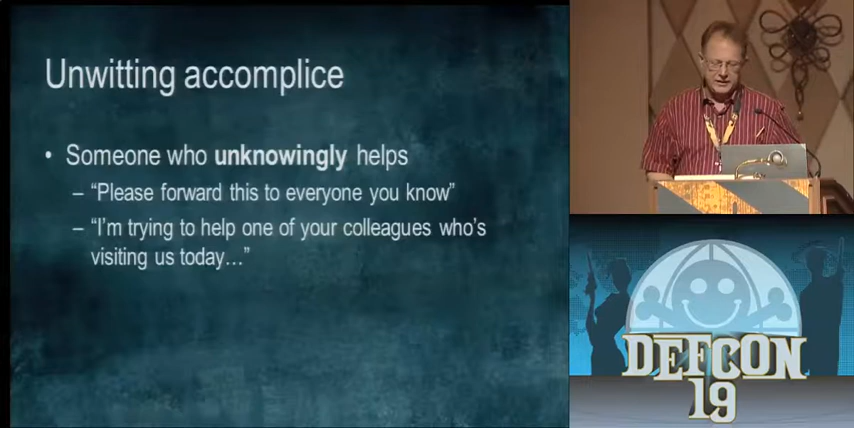 Unwitting accomplice
• Someone who unknowingly helps
– “Please forward this to everyone you know”
– “I’m trying to help one of your colleagues who’s
visiting us today…”
DEFCON
19